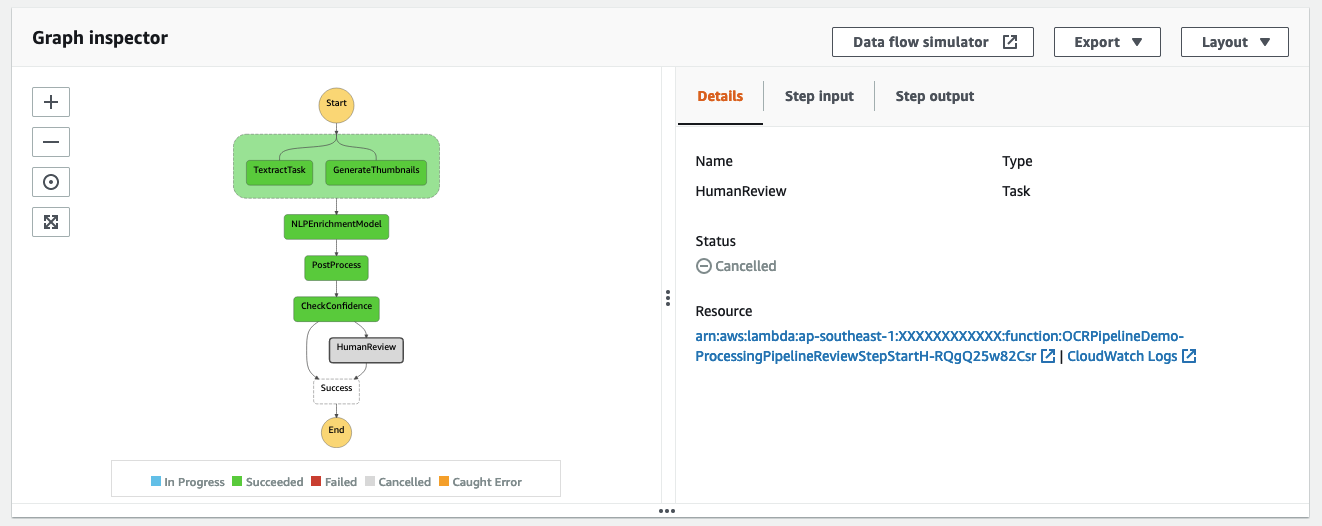 Graph inspector
Data flow simulator
Export
Layout
Start
TextractTask
GenerateThumbnails
NLPEnrichmentModel
PostProcess
CheckConfidence
HumanReview
Success
End
In Progress
Succeeded
Failed
Cancelled
Caught Error
Details
Step input
Step output
Name
Type
HumanReview
Task
Status
Cancelled
Resource
arn:aws:lambda:ap-southeast-1:XXXXXXXXXXXX:function:OCRPipelineDemo-
ProcessingPipelineReviewStepStartH-RQgQ25w82Csr | CloudWatch Logs